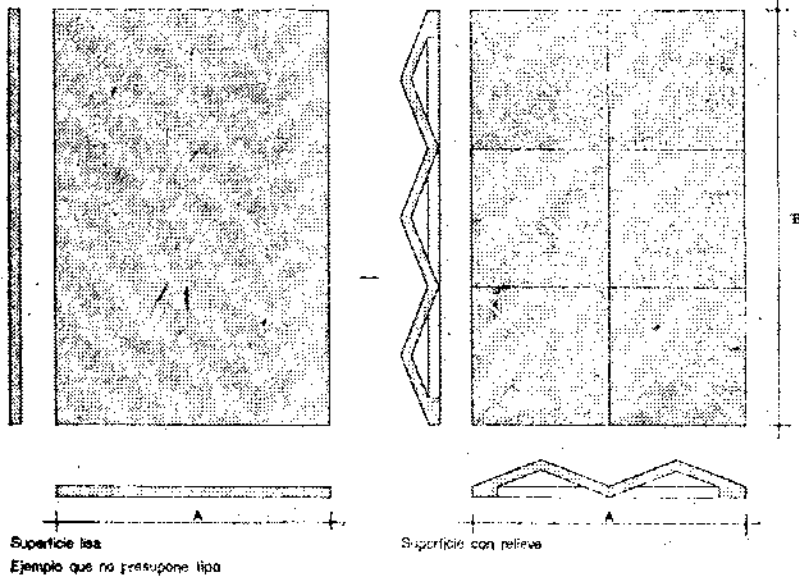 B
A
A
Superficie lisa
Superficie con relieve
Ejemplo que no presupone tipo